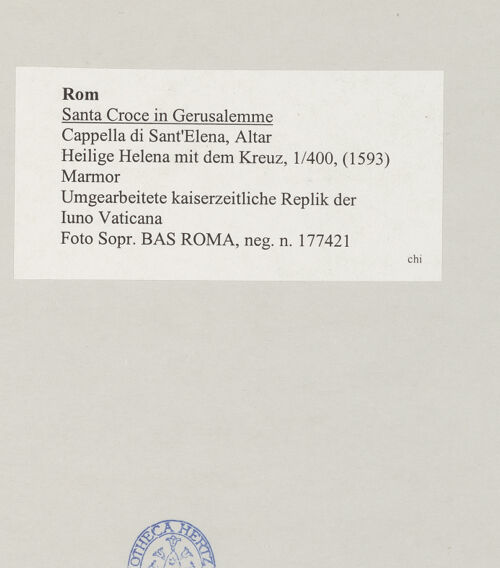 Rom
Santa Croce in Gerusalemme
Cappella di Sant'Elena, Altar
Heilige Helena mit dem Kreuz, 1/400, (1593)
Marmor
Umgearbeitete kaiserzeitliche Replik der
Iuno Vaticana
Foto Sopr. BAS ROMA, neg. n. 177421
chi
OTHECA HERTZ